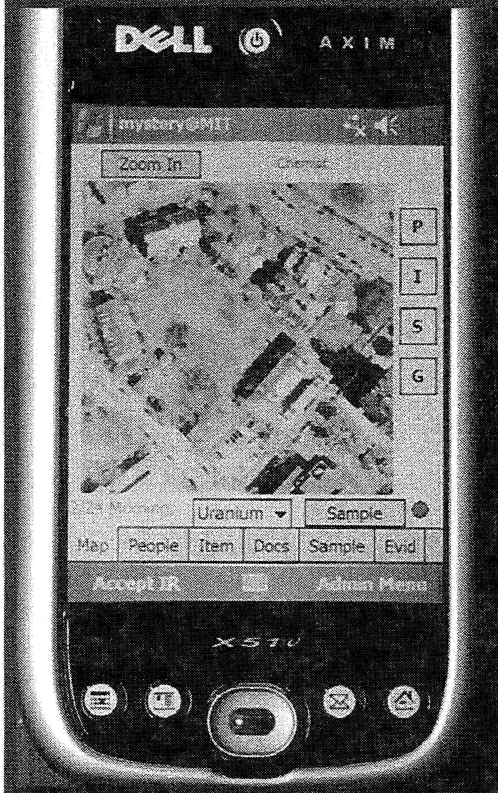 DELL AXIM
mystery@MIT
Zoom In
P
I
S
G
Morning
Uranium Sample
Map People Item Docs Sample Evid
Accept IR Admin Menu
X51v